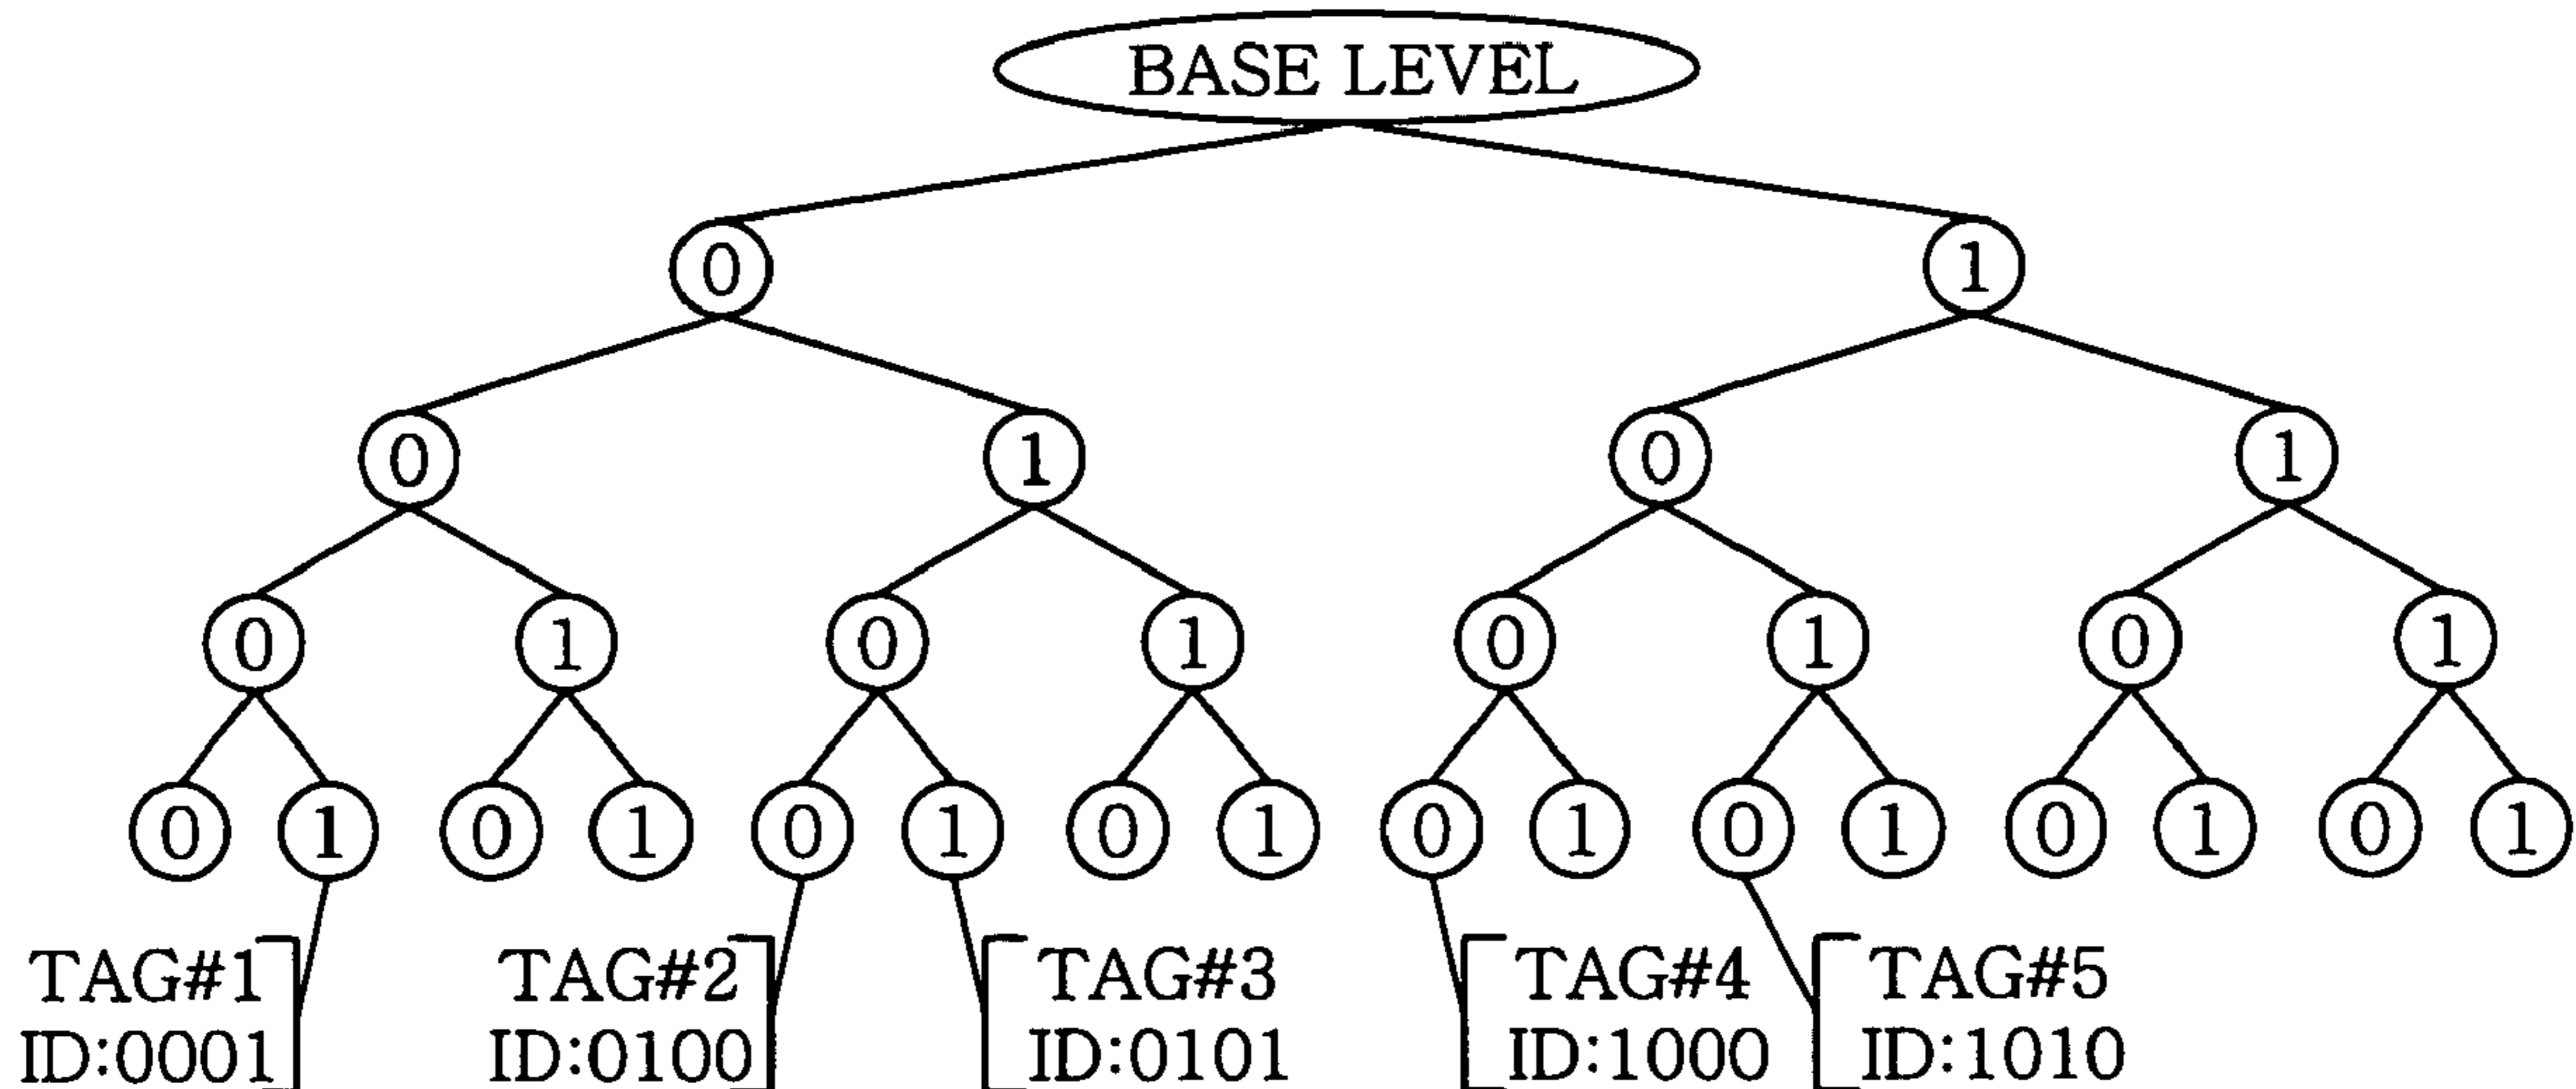 BASE LEVEL
0 1
0 1 0 1
0 1 0 1 0 1 0 1
0 1 0 1 0 1 0 1 0 1 0 1 0 1 0 1
TAG#1 TAG#2 TAG#3 TAG#4 TAG#5
ID:0001 ID:0100 ID:0101 ID:1000 ID:1010